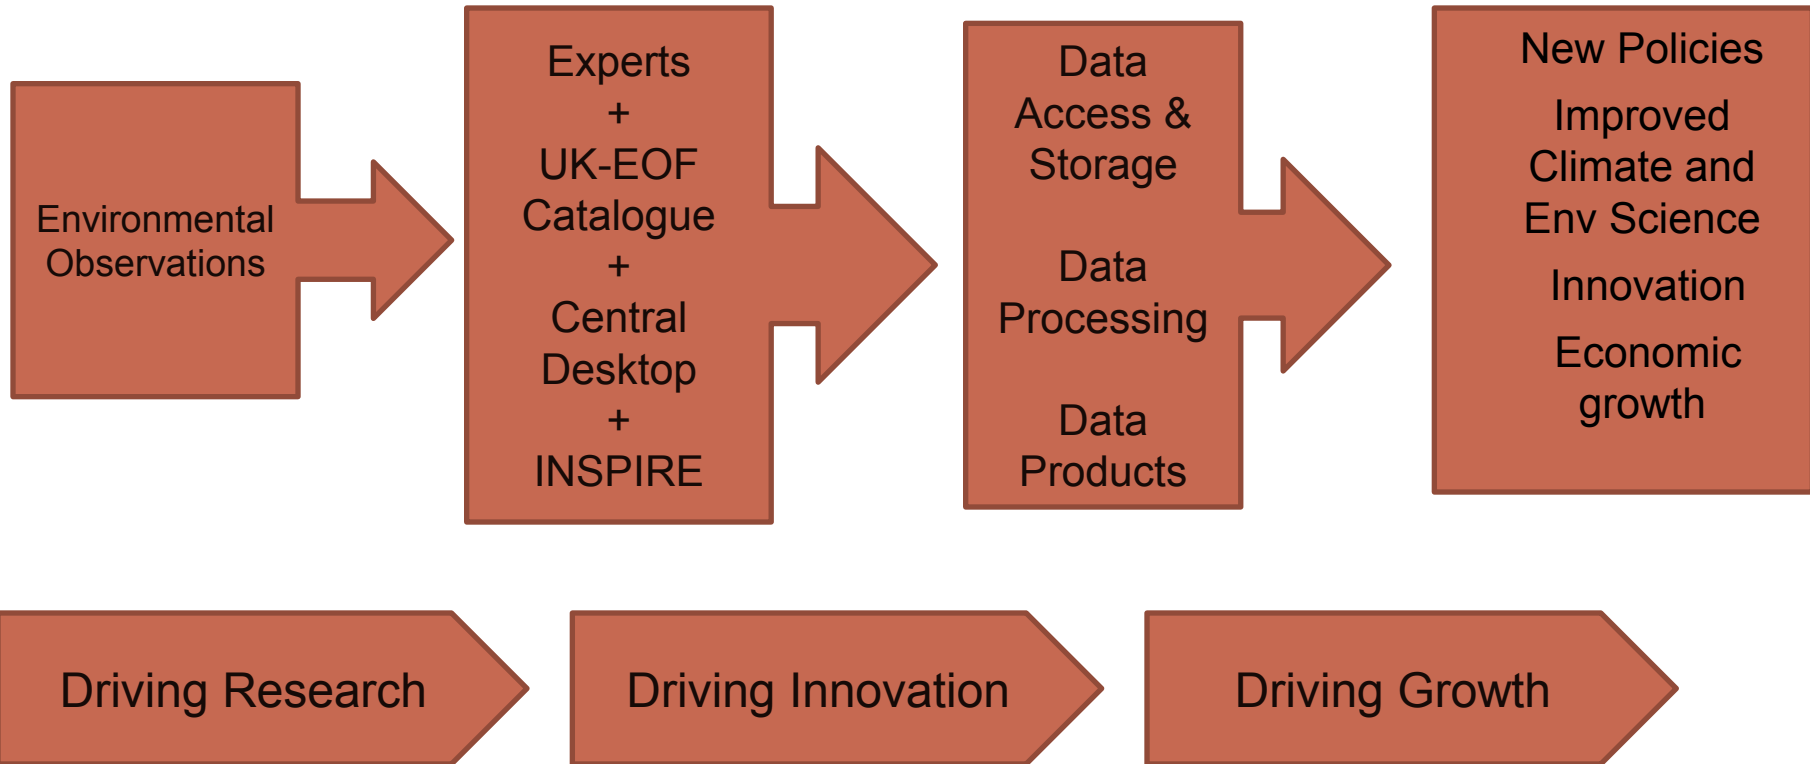 Environmental
Observations
Experts
+
UK-EOF
Catalogue
+
Central
Desktop
+
INSPIRE
Data
Access &
Storage
Data
Processing
Data
Products
New Policies
Improved
Climate and
Env Science
Innovation
Economic
growth
Driving Research
Driving Innovation
Driving Growth